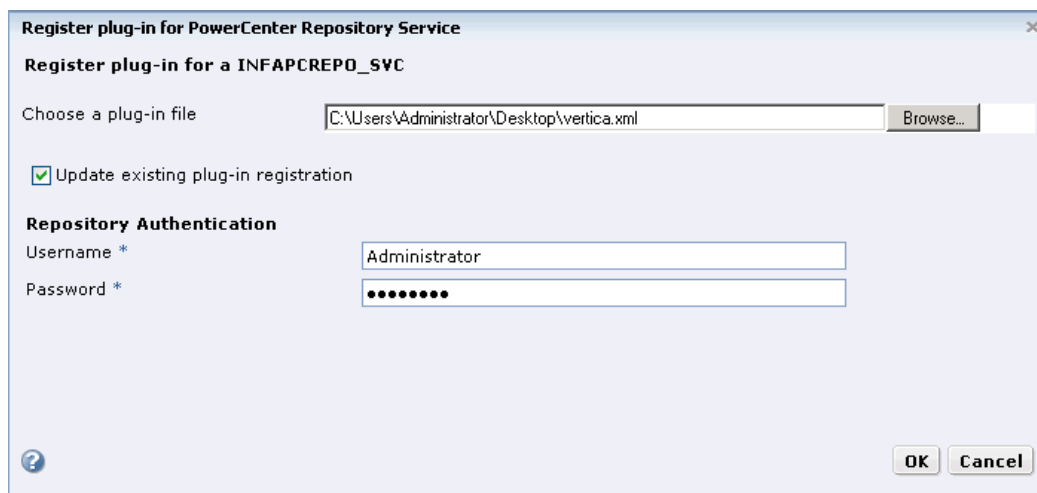 Register plug-in for PowerCenter Repository Service
Register plug-in for a INFAPCREPO_SVC
Choose a plug-in file C:\Users\Administrator\Desktop\vertica.xml Browse...
Update existing plug-in registration
Repository Authentication
Username * Administrator
Password * ●●●●●●●●
? OK Cancel